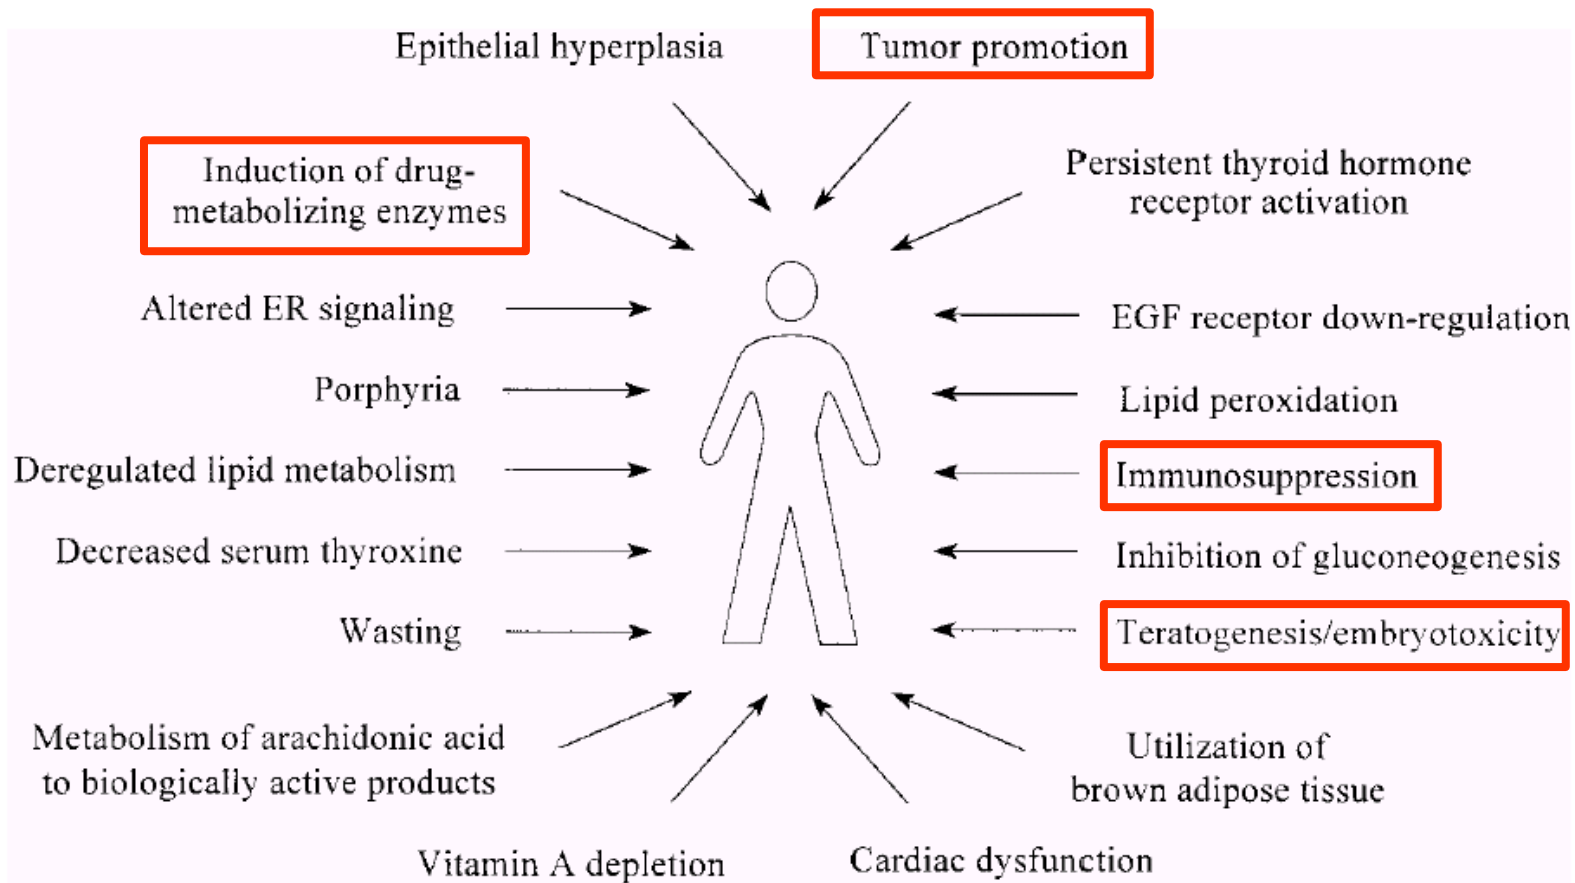 Epithelial hyperplasia
Tumor promotion
Induction of drug-
metabolizing enzymes
Persistent thyroid hormone
receptor activation
Altered ER signaling
EGF receptor down-regulation
Porphyria
Lipid peroxidation
Deregulated lipid metabolism
Immunosuppression
Decreased serum thyroxine
Inhibition of gluconeogenesis
Wasting
Teratogenesis/embryotoxicity
Metabolism of arachidonic acid
to biologically active products
Utilization of
brown adipose tissue
Vitamin A depletion
Cardiac dysfunction